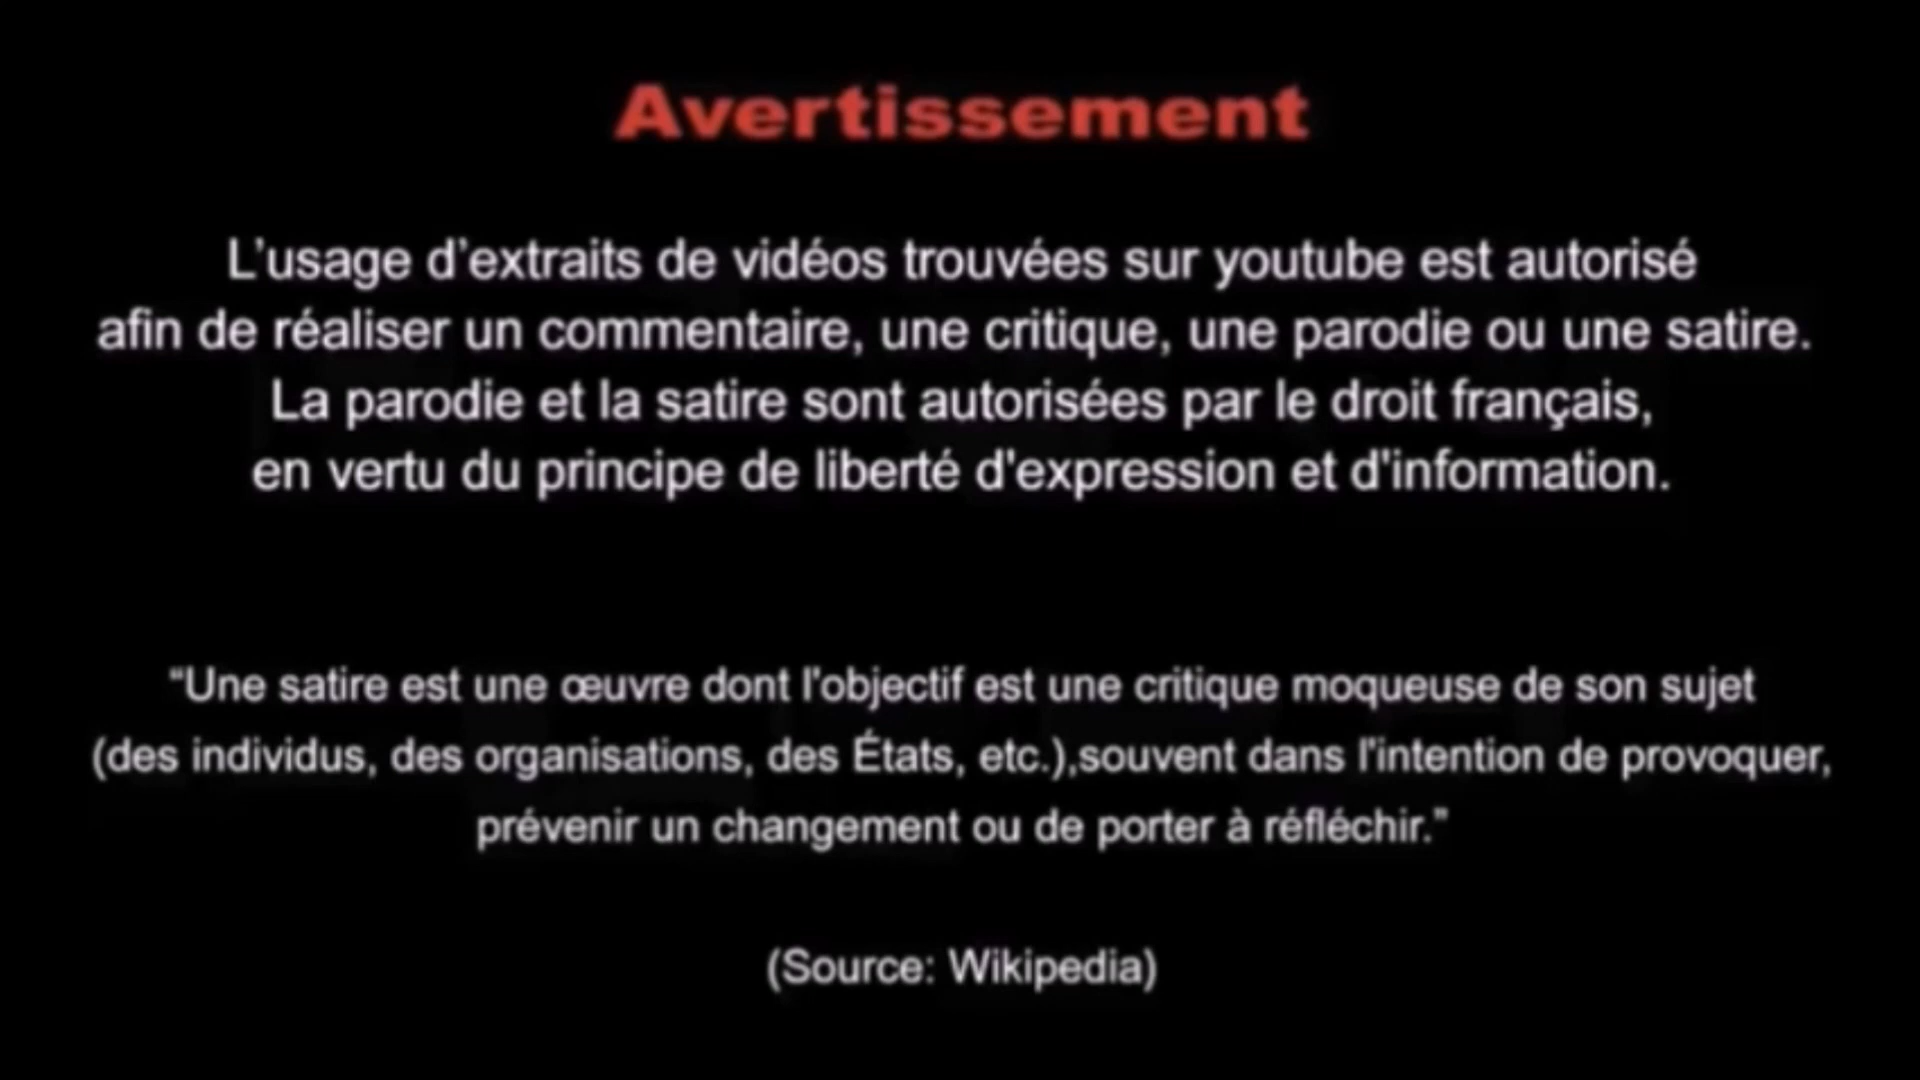 Avertissement
L’usage d’extraits de vidéos trouvées sur youtube est autorisé
afin de réaliser un commentaire, une critique, une parodie ou une satire.
La parodie et la satire sont autorisées par le droit français,
en vertu du principe de liberté d'expression et d'information.
“Une satire est une œuvre dont l'objectif est une critique moqueuse de son sujet
(des individus, des organisations, des États, etc.),souvent dans l'intention de provoquer,
prévenir un changement ou de porter à réfléchir.”
(Source: Wikipedia)